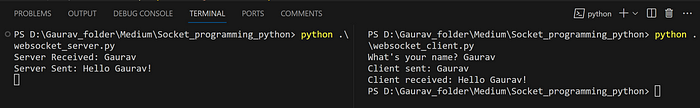 PROBLEMS OUTPUT DEBUG CONSOLE TERMINAL PORTS COMMENTS python
PS D:\Gaurav_folder\Medium\Socket_programming_python> python .\
websocket_server.py
Server Received: Gaurav
Server Sent: Hello Gaurav!
PS D:\Gaurav_folder\Medium\Socket_programming_python> python .
\websocket_client.py
What's your name? Gaurav
Client sent: Gaurav
Client received: Hello Gaurav!
PS D:\Gaurav_folder\Medium\Socket_programming_python>